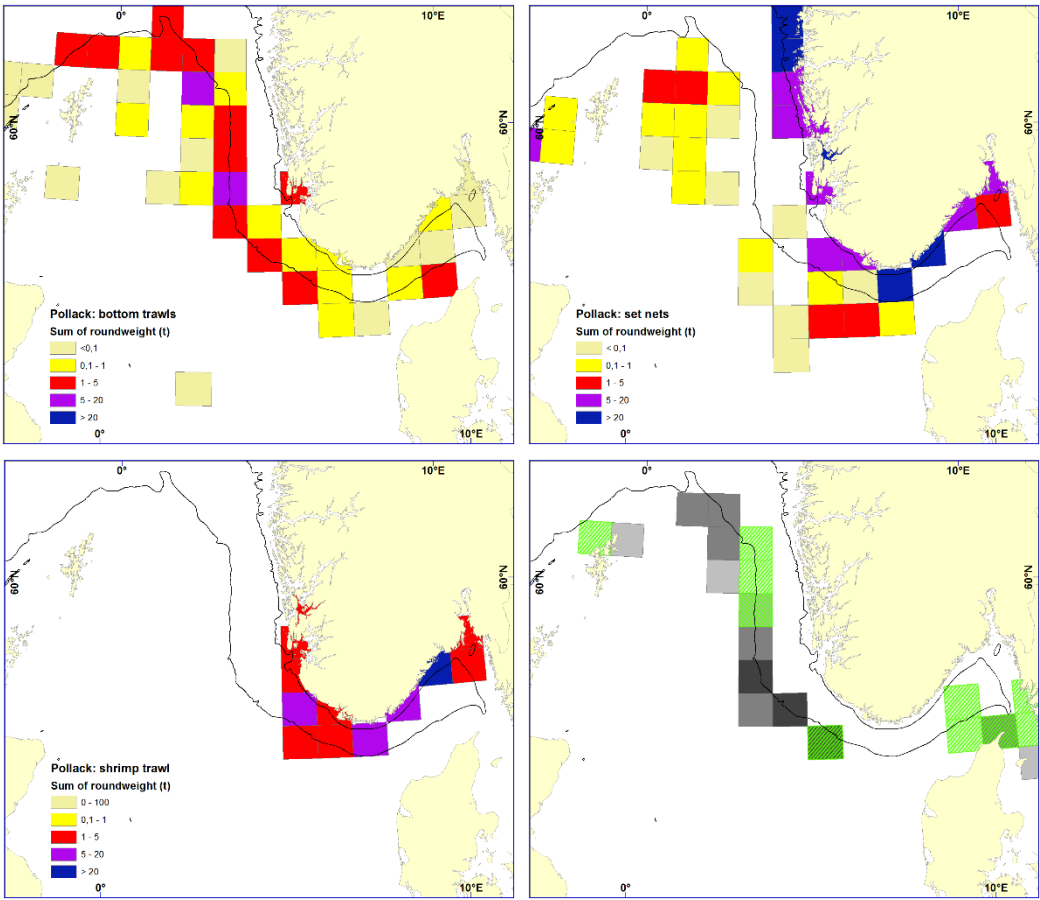 0°
10°E
60°N
60°N
Pollack: bottom trawls
Sum of roundweight (t)
<0,1
0,1 - 1
1 - 5
5 - 20
> 20
0°
10°E
0°
10°E
60°N
60°N
Pollack: set nets
Sum of roundweight (t)
< 0,1
0,1 - 1
1 - 5
5 - 20
> 20
0°
10°E
0°
10°E
60°N
60°N
Pollack: shrimp trawl
Sum of roundweight (t)
0 - 100
0,1 - 1
1 - 5
5 - 20
> 20
0°
10°E
0°
10°E
60°N
60°N
0°
10°E